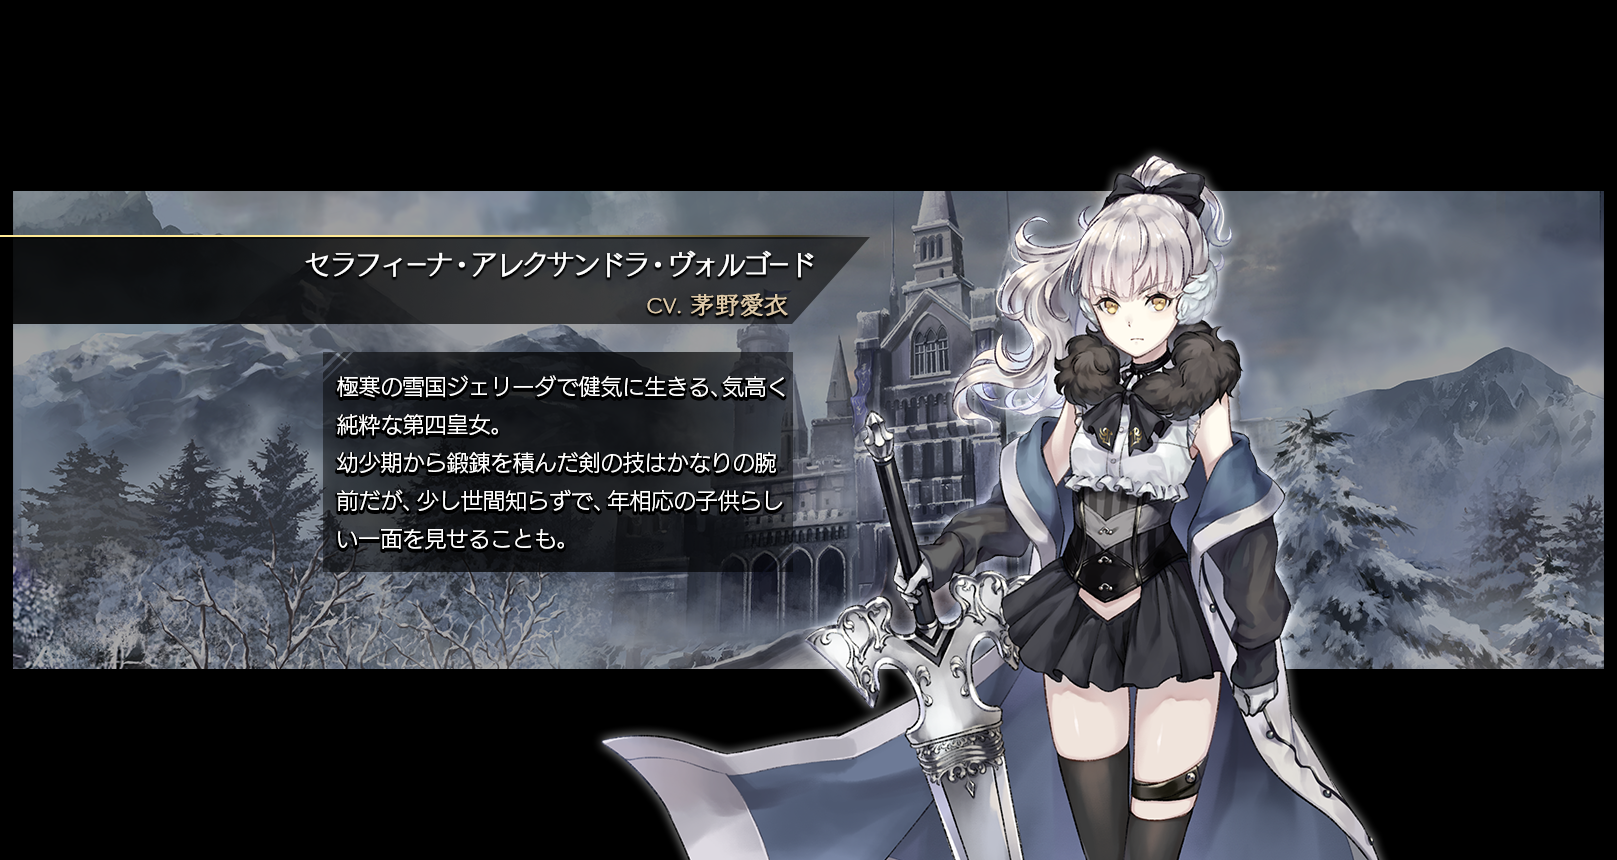 セラフィーナ・アレクサンドラ・ヴォルゴード
CV. 茅野愛衣
極寒の雪国ジェリーダで健気に生きる、気高く
純粋な第四皇女。
幼少期から鍛錬を積んだ剣の技はかなりの腕
前だが、少し世間知らずで、年相応の子供らし
い一面を見せることも。